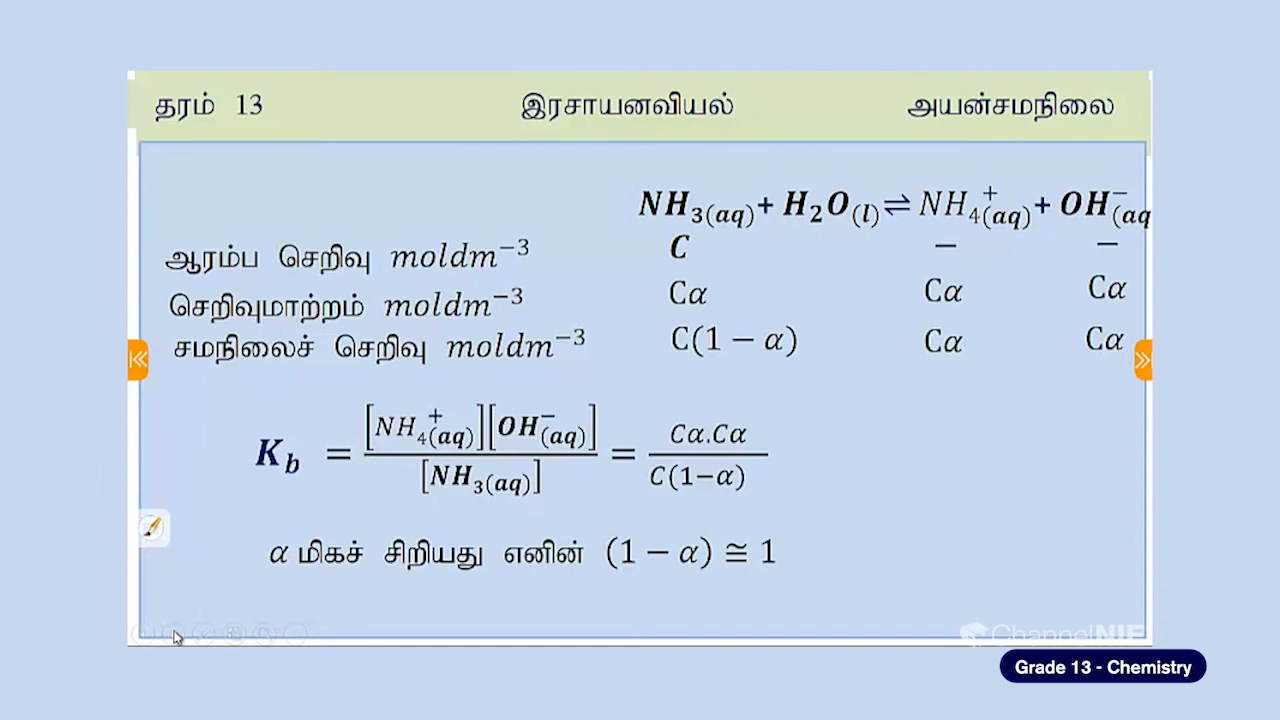 தரம் 13 இரசாயனவியல் அயன்சமநிலை
NH₃(aq) + H₂O(l) ⇌ NH₄⁺(aq) + OH⁻(aq
ஆரம்ப செறிவு moldm⁻³ C − −
செறிவுமாற்றம் moldm⁻³ Cα Cα Cα
சமநிலைச் செறிவு moldm⁻³ C(1 − α) Cα Cα
K_b = [NH₄⁺(aq)][OH⁻(aq)] / [NH₃(aq)] = Cα.Cα / C(1−α)
α மிகச் சிறியது எனின் (1 − α) ≅ 1
ChannelNIE
Grade 13 - Chemistry